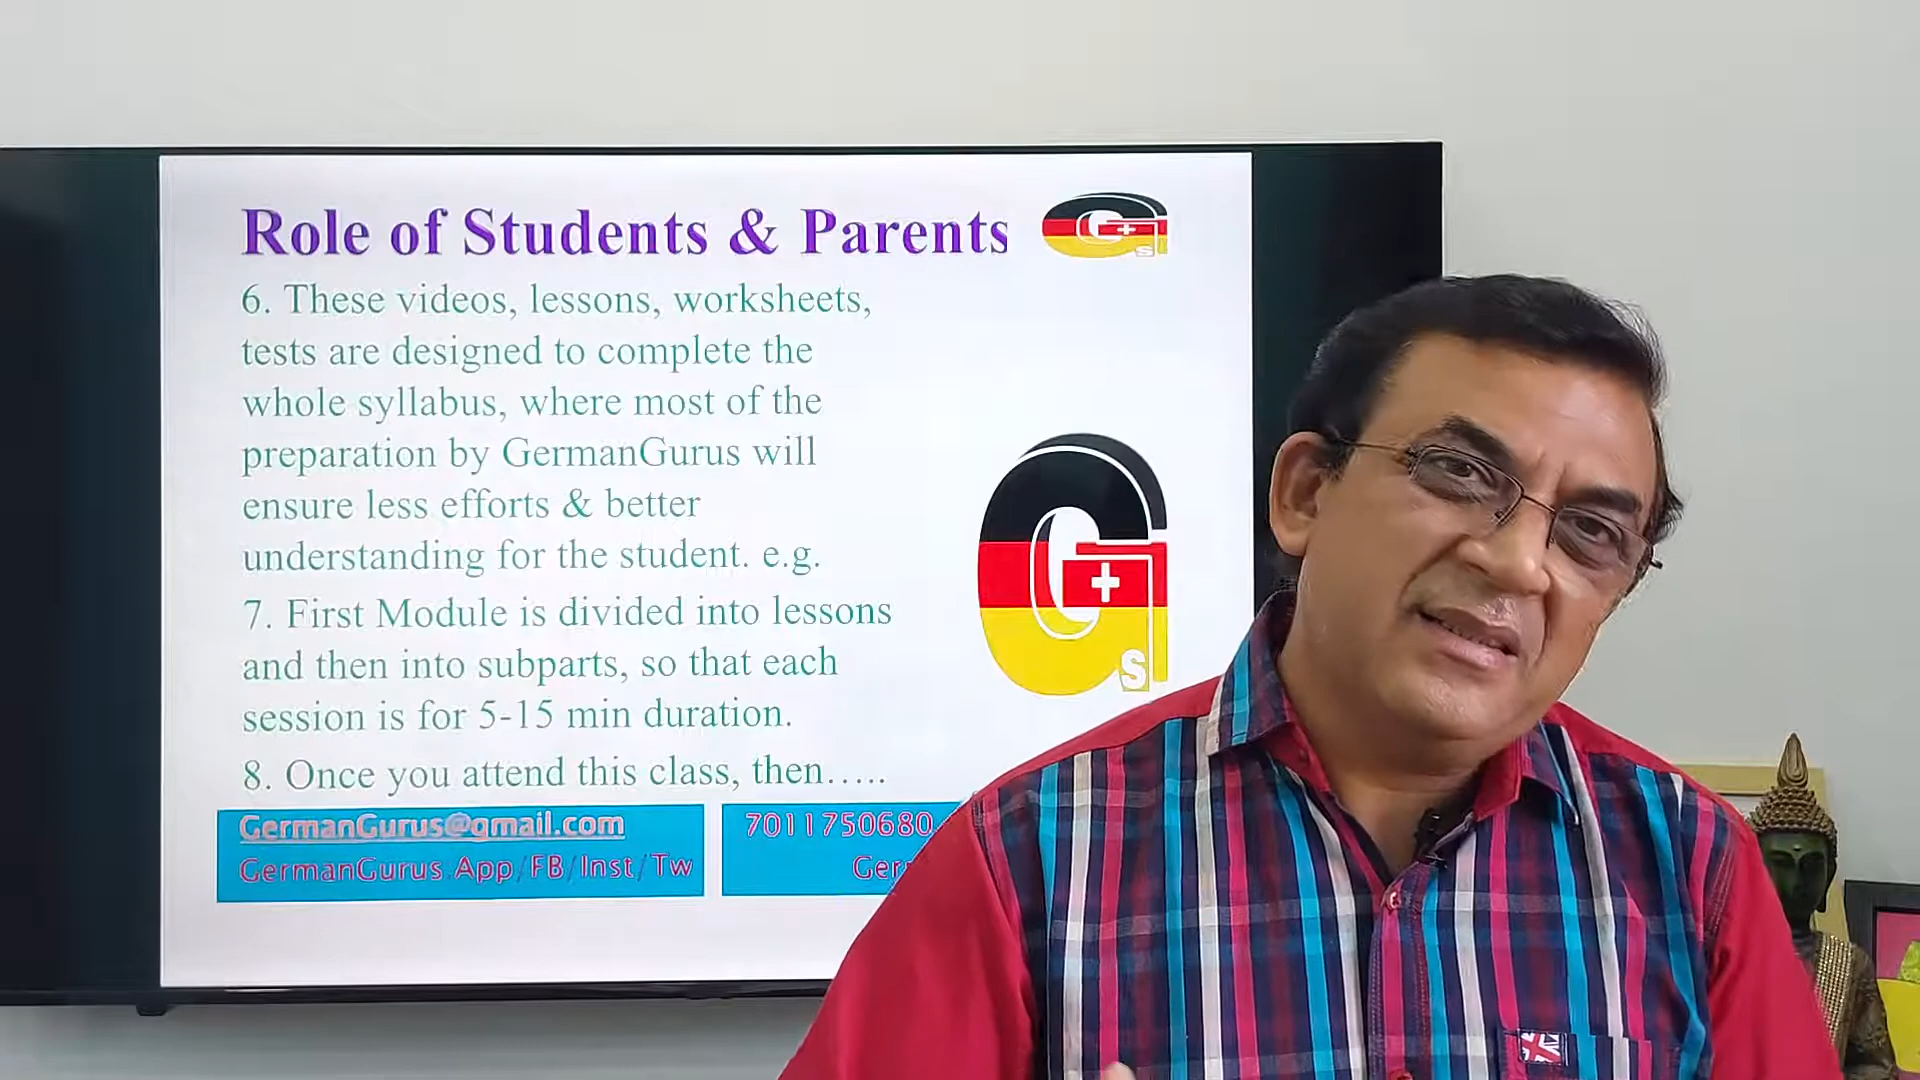 Role of Students & Parents
6. These videos, lessons, worksheets,
tests are designed to complete the
whole syllabus, where most of the
preparation by GermanGurus will
ensure less efforts & better
understanding for the student. e.g.
7. First Module is divided into lessons
and then into subparts, so that each
session is for 5-15 min duration.
8. Once you attend this class, then…..
GermanGurus@gmail.com
GermanGurus App/FB/Inst/Tw
7011750680
G+
s
G+
s